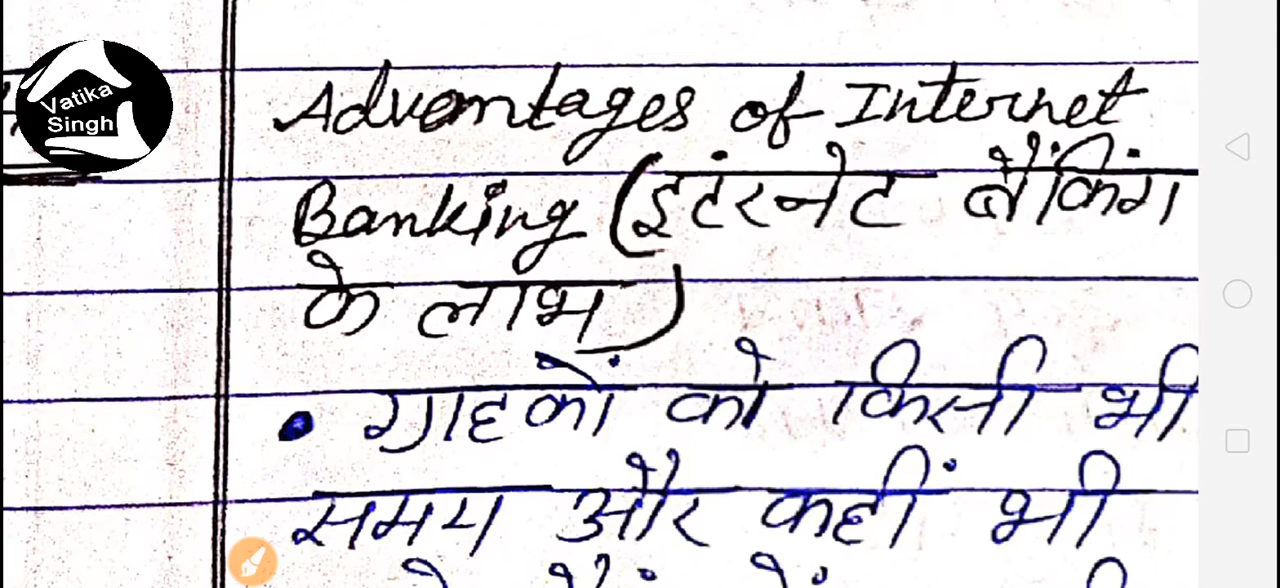 Vatika
Singh
Advantages of Internet
Banking (इंटरनेट बैंकिंग
के लाभ)
• ग्राहकों को किसी भी
समय और कहीं भी